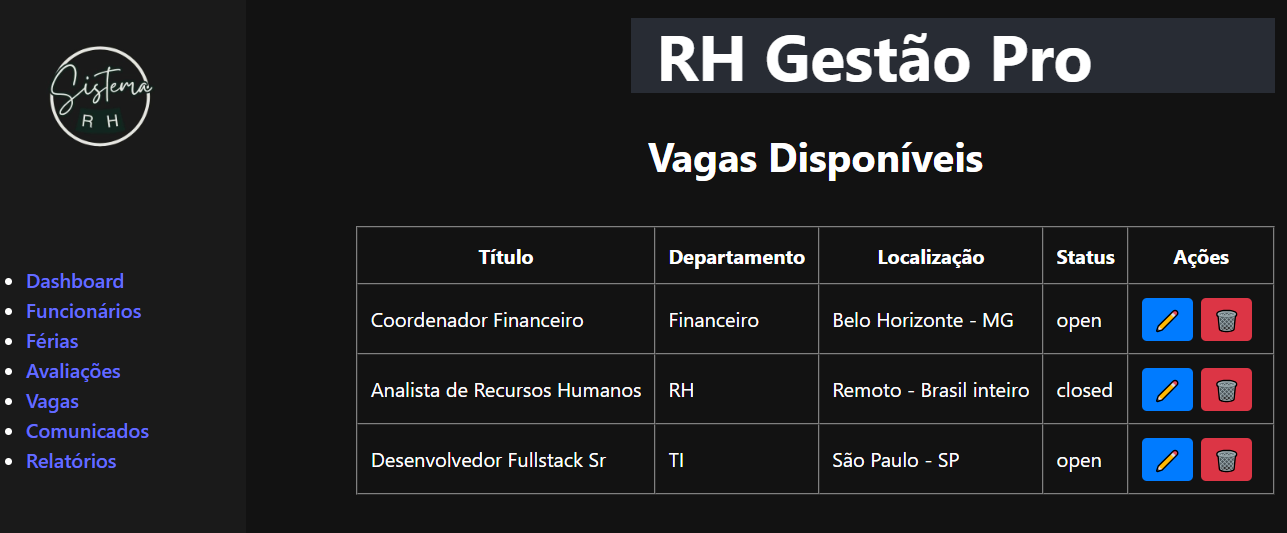 Sistema
RH
RH Gestão Pro
Vagas Disponíveis
Dashboard
Funcionários
Férias
Avaliações
Vagas
Comunicados
Relatórios
Título Departamento Localização Status Ações
Coordenador Financeiro Financeiro Belo Horizonte - MG open
Analista de Recursos Humanos RH Remoto - Brasil inteiro closed
Desenvolvedor Fullstack Sr TI São Paulo - SP open